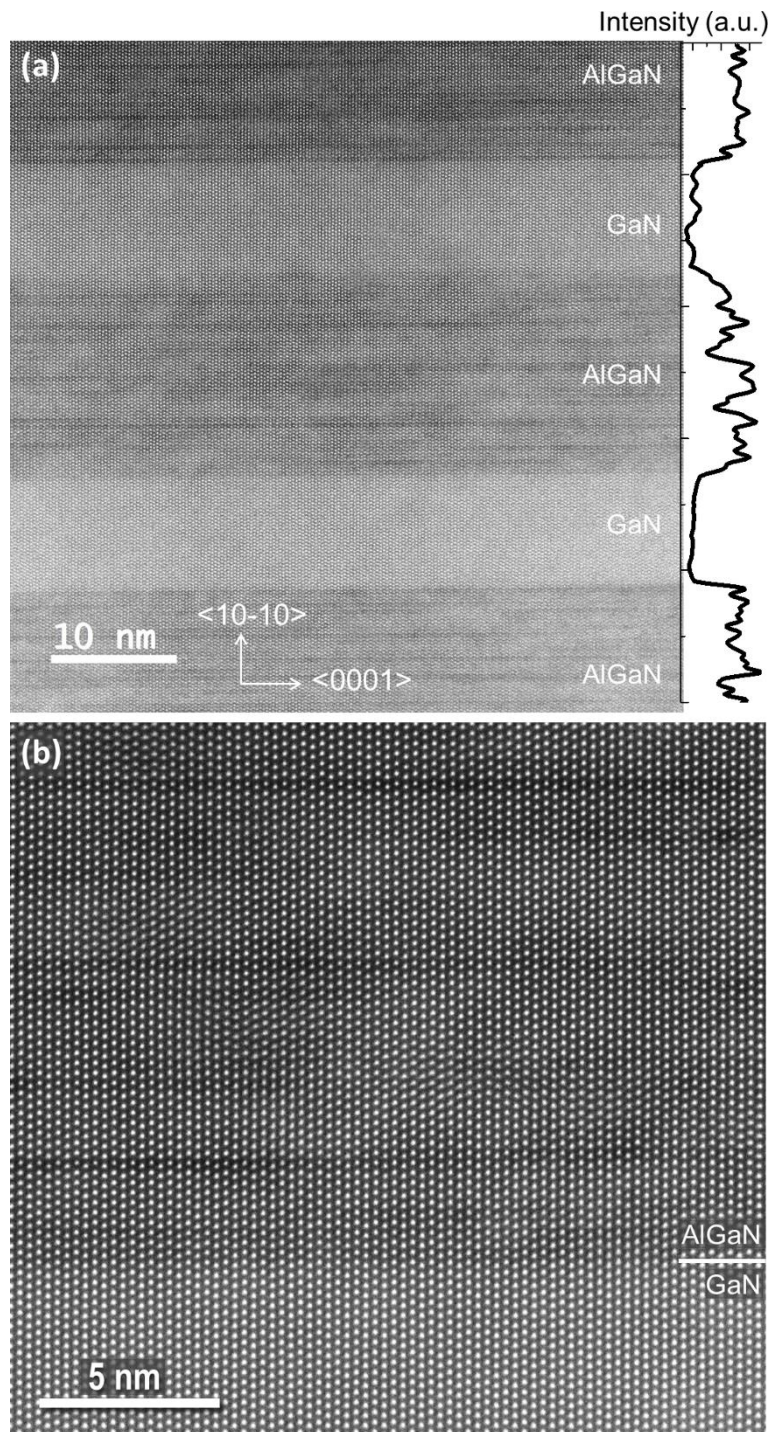 Intensity (a.u.)
(a)
AlGaN
GaN
AlGaN
GaN
<10-10>
10 nm
<0001>
AlGaN
(b)
AlGaN
GaN
5 nm